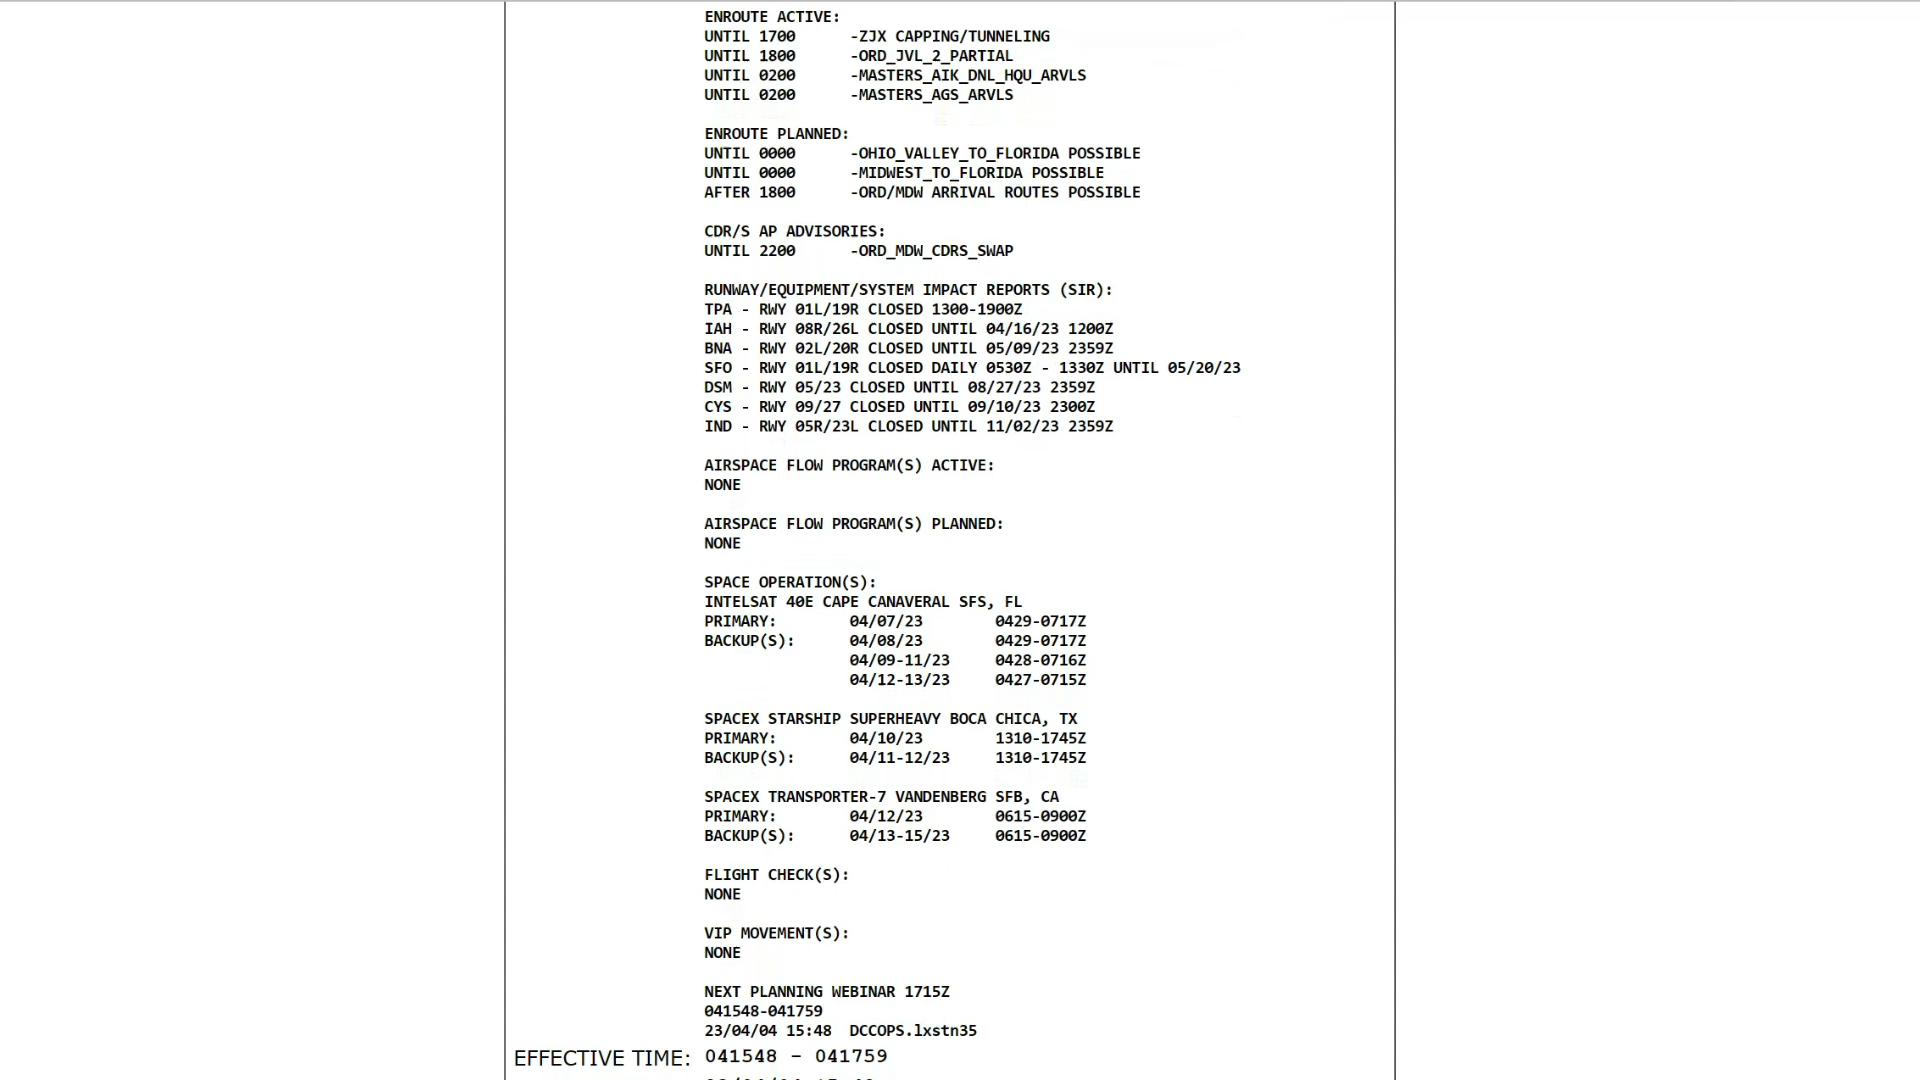 ENROUTE ACTIVE:
UNTIL 1700 -ZJX CAPPING/TUNNELING
UNTIL 1800 -ORD_JVL_2_PARTIAL
UNTIL 0200 -MASTERS_AIK_DNL_HQU_ARVLS
UNTIL 0200 -MASTERS_AGS_ARVLS
ENROUTE PLANNED:
UNTIL 0000 -OHIO_VALLEY_TO_FLORIDA POSSIBLE
UNTIL 0000 -MIDWEST_TO_FLORIDA POSSIBLE
AFTER 1800 -ORD/MDW ARRIVAL ROUTES POSSIBLE
CDR/S AP ADVISORIES:
UNTIL 2200 -ORD_MDW_CDRS_SWAP
RUNWAY/EQUIPMENT/SYSTEM IMPACT REPORTS (SIR):
TPA - RWY 01L/19R CLOSED 1300-1900Z
IAH - RWY 08R/26L CLOSED UNTIL 04/16/23 1200Z
BNA - RWY 02L/20R CLOSED UNTIL 05/09/23 2359Z
SFO - RWY 01L/19R CLOSED DAILY 0530Z - 1330Z UNTIL 05/20/23
DSM - RWY 05/23 CLOSED UNTIL 08/27/23 2359Z
CYS - RWY 09/27 CLOSED UNTIL 09/10/23 2300Z
IND - RWY 05R/23L CLOSED UNTIL 11/02/23 2359Z
AIRSPACE FLOW PROGRAM(S) ACTIVE:
NONE
AIRSPACE FLOW PROGRAM(S) PLANNED:
NONE
SPACE OPERATION(S):
INTELSAT 40E CAPE CANAVERAL SFS, FL
PRIMARY: 04/07/23 0429-0717Z
BACKUP(S): 04/08/23 0429-0717Z
04/09-11/23 0428-0716Z
04/12-13/23 0427-0715Z
SPACEX STARSHIP SUPERHEAVY BOCA CHICA, TX
PRIMARY: 04/10/23 1310-1745Z
BACKUP(S): 04/11-12/23 1310-1745Z
SPACEX TRANSPORTER-7 VANDENBERG SFB, CA
PRIMARY: 04/12/23 0615-0900Z
BACKUP(S): 04/13-15/23 0615-0900Z
FLIGHT CHECK(S):
NONE
VIP MOVEMENT(S):
NONE
NEXT PLANNING WEBINAR 1715Z
041548-041759
23/04/04 15:48 DCCOPS.lxstn35
EFFECTIVE TIME: 041548 - 041759